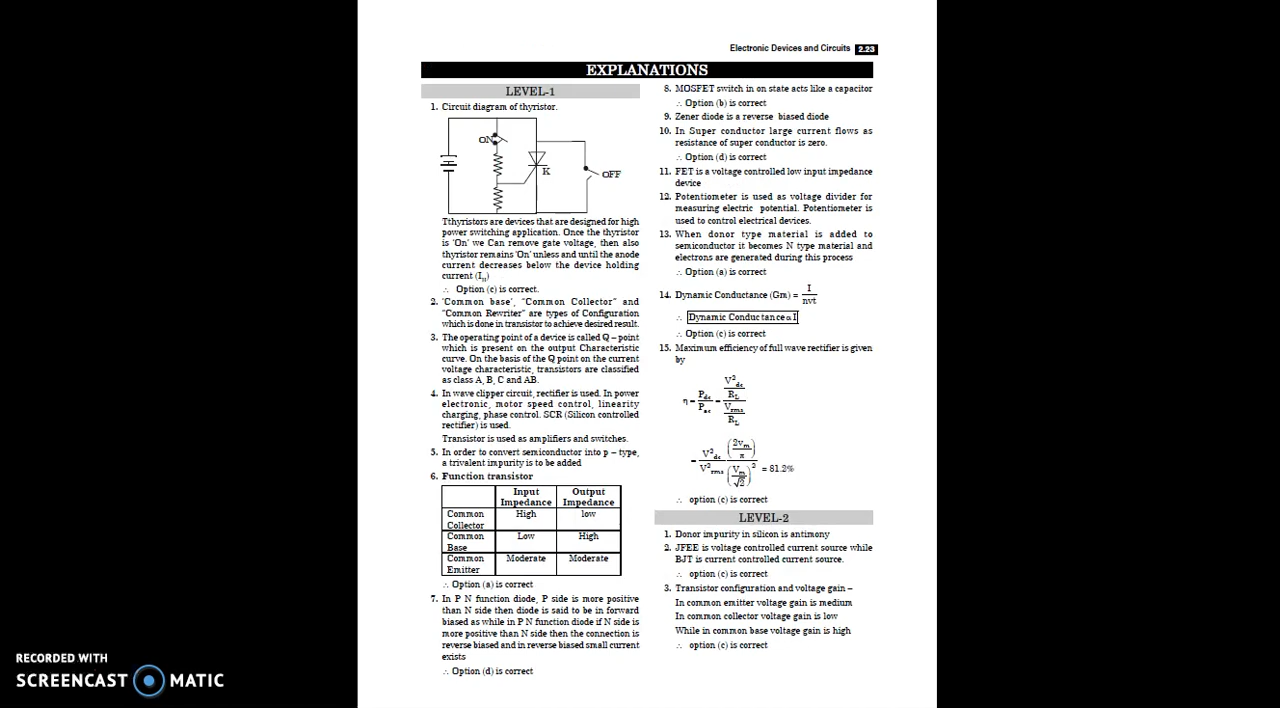 Electronic Devices and Circuits 2.23
EXPLANATIONS
LEVEL-1
1. Circuit diagram of thyristor.
ON
K
OFF
Tthyristors are devices that are designed for high
power switching application. Once the thyristor
is 'On' we Can remove gate voltage, then also
thyristor remains 'On' unless and until the anode
current decreases below the device holding
current (I_H)
∴ Option (c) is correct.
2. 'Common base', "Common Collector" and
"Common Rewriter" are types of Configuration
which is done in transistor to achieve desired result.
3. The operating point of a device is called Q – point
which is present on the output Characteristic
curve. On the basis of the Q point on the current
voltage characteristic, transistors are classified
as class A, B, C and AB.
4. In wave clipper circuit, rectifier is used. In power
electronic, motor speed control, linearity
charging, phase control. SCR (Silicon controlled
rectifier) is used.
Transistor is used as amplifiers and switches.
5. In order to convert semiconductor into p – type,
a trivalent impurity is to be added
6. Function transistor
Input Impedance Output Impedance
Common Collector High low
Common Base Low High
Common Emitter Moderate Moderate
∴ Option (a) is correct
7. In P N function diode, P side is more positive
than N side then diode is said to be in forward
biased as while in P N function diode if N side is
more positive than N side then the connection is
reverse biased and in reverse biased small current
exists
∴ Option (d) is correct
8. MOSFET switch in on state acts like a capacitor
∴ Option (b) is correct
9. Zener diode is a reverse biased diode
10. In Super conductor large current flows as
resistance of super conductor is zero.
∴ Option (d) is correct
11. FET is a voltage controlled low input impedance
device
12. Potentiometer is used as voltage divider for
measuring electric potential. Potentiometer is
used to control electrical devices.
13. When donor type material is added to
semiconductor it becomes N type material and
electrons are generated during this process
∴ Option (a) is correct
14. Dynamic Conductance (Gm) = I/nvt
∴ Dynamic Conductance α I
∴ Option (c) is correct
15. Maximum efficiency of full wave rectifier is given
by
η = P_dc/P_ac = (V²_dc/R_L)/(V_rms/R_L)
= V²_dc/V²_rms (2v_m/π)/(V_m/√2)² = 81.2%
∴ option (c) is correct
LEVEL-2
1. Donor impurity in silicon is antimony
2. JFEE is voltage controlled current source while
BJT is current controlled current source.
∴ option (c) is correct
3. Transistor configuration and voltage gain –
In common emitter voltage gain is medium
In common collector voltage gain is low
While in common base voltage gain is high
∴ option (c) is correct
RECORDED WITH
SCREENCAST MATIC